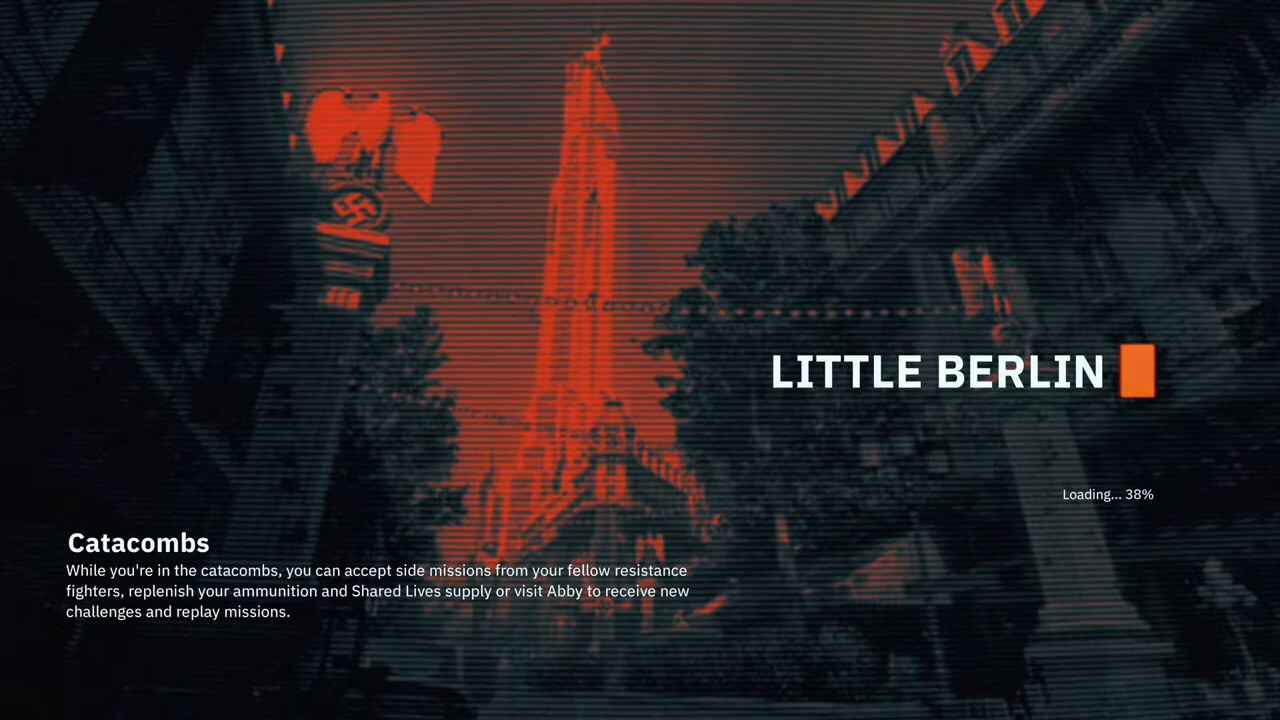 LITTLE BERLIN
Loading... 38%
Catacombs
While you're in the catacombs, you can accept side missions from your fellow resistance
fighters, replenish your ammunition and Shared Lives supply or visit Abby to receive new
challenges and replay missions.